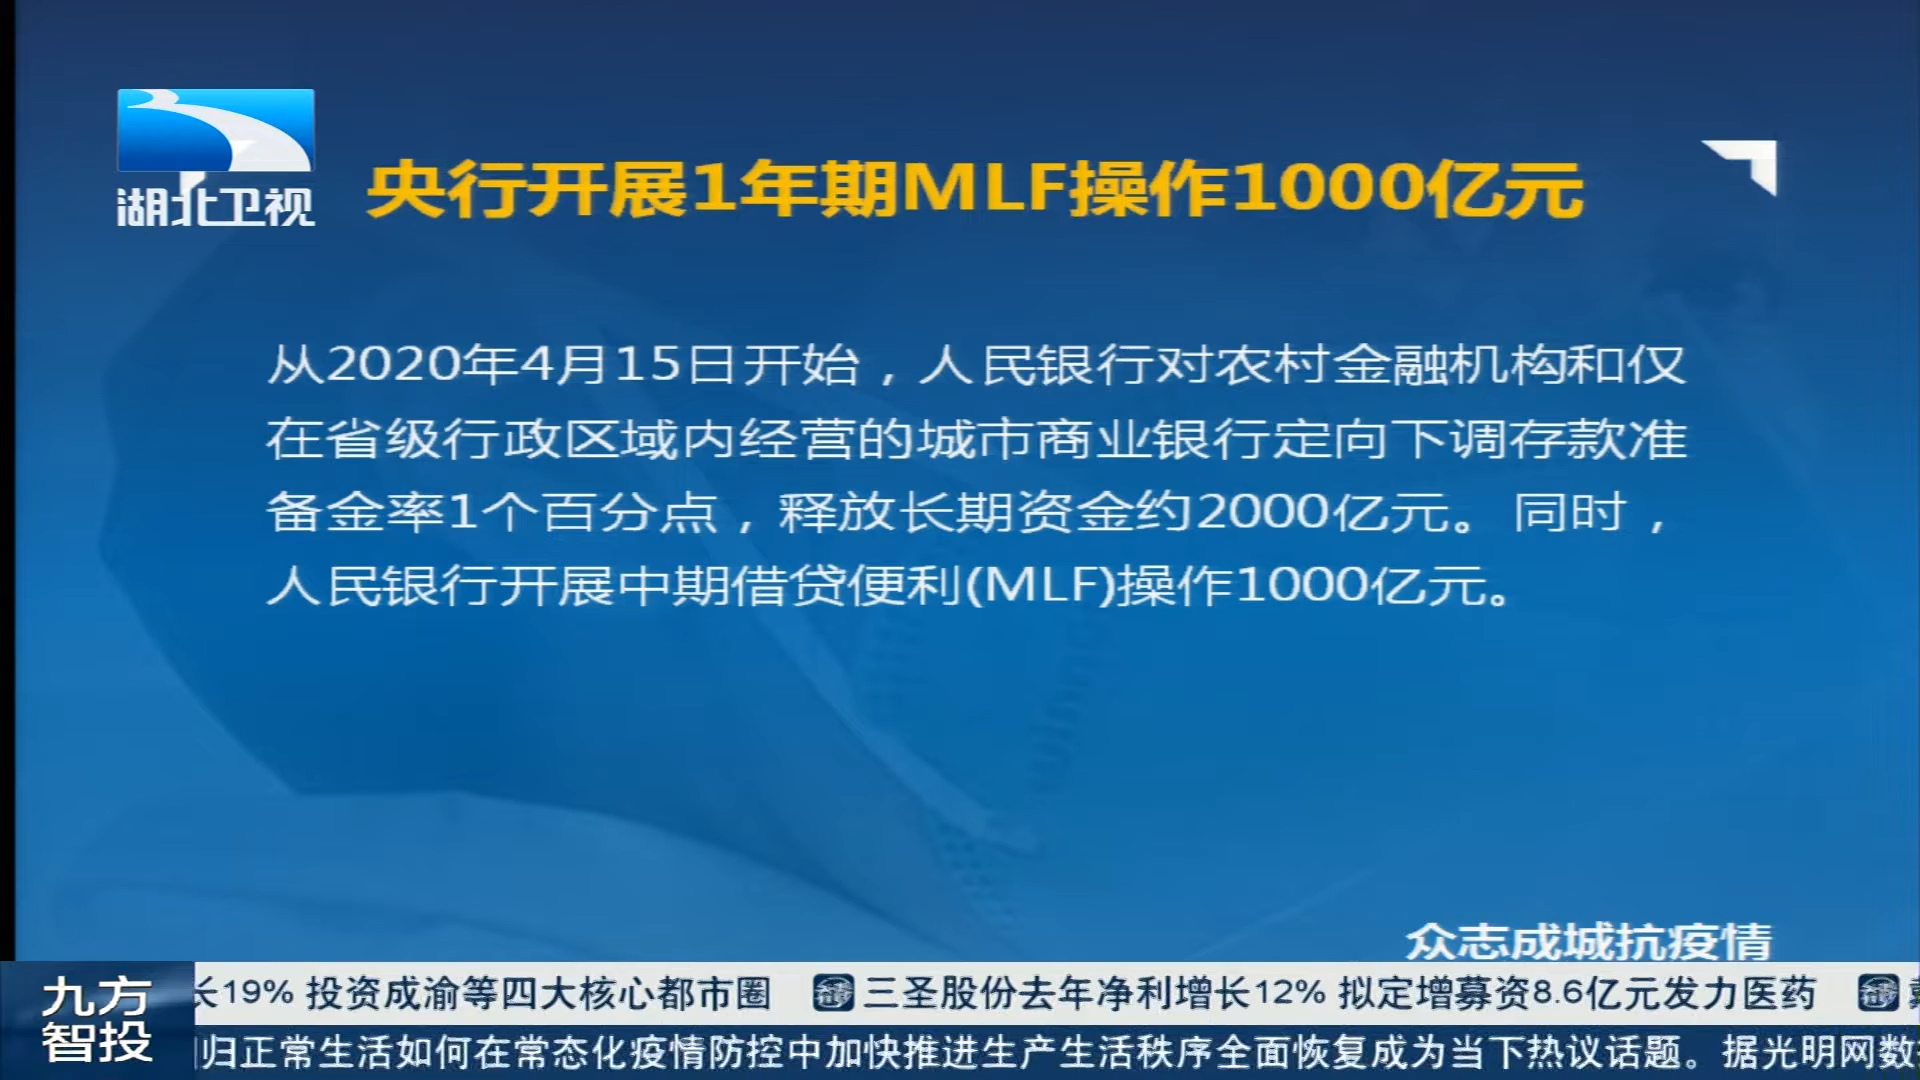 湖北卫视
央行开展1年期MLF操作1000亿元
从2020年4月15日开始，人民银行对农村金融机构和仅
在省级行政区域内经营的城市商业银行定向下调存款准
备金率1个百分点，释放长期资金约2000亿元。同时，
人民银行开展中期借贷便利(MLF)操作1000亿元。
众志成城抗疫情
九方
智投
长19% 投资成渝等四大核心都市圈 三圣股份去年净利增长12% 拟定增募资8.6亿元发力医药
归正常生活如何在常态化疫情防控中加快推进生产生活秩序全面恢复成为当下热议话题。据光明网数